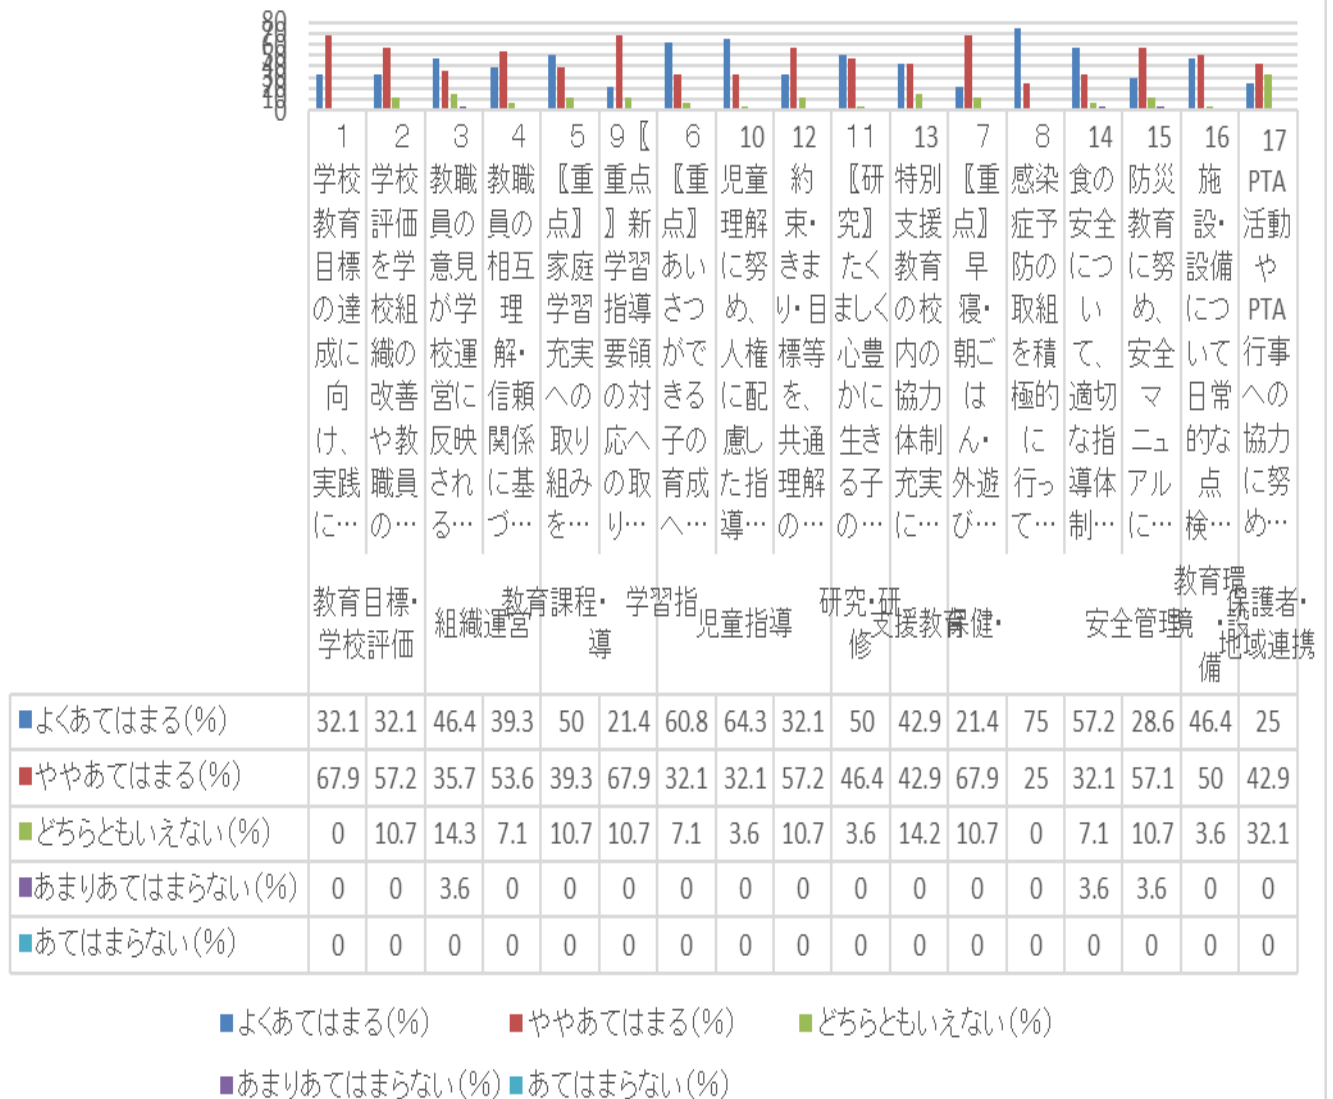 80
70
60
50
40
30
20
10
0
1
学校
教育
目標
の達
成に
向
け、
実践
に…
2
学校
評価
を学
校組
織の
改善
や教
職員
の…
3
教職
員の
意見
が学
校運
営に
反映
され
る…
4
教職
員の
相互
理
解・
信頼
関係
に基
づ…
5
〖重
点〗
家庭
学習
充実
への
取り
組み
を…
9〖
重点
〗新
学習
指導
要領
の対
応へ
の取
り…
6
〖重
点〗
あい
さつ
がで
きる
子の
育成
へ…
10
児童
理解
に努
め、
人権
に配
慮し
た指
導…
12
約
束・
きま
り・目
標等
を、
共通
理解
の…
11
〖研
究〗
たく
ましく
心豊
かに
生き
る子
の…
13
特別
支援
教育
の校
内の
協力
体制
充実
に…
7
〖重
点〗
早
寝・
朝ご
は
ん・
外遊
び…
8
感染
症予
防の
取組
を積
極的
に
行っ
て…
14
食の
安全
につ
い
て、
適切
な指
導体
制…
15
防災
教育
に努
め、
安全
マ
ニュ
アル
に…
16
施
設・
設備
につ
いて
日常
的な
点
検…
17
PTA
活動
や
PTA
行事
への
協力
に努
め…
教育目標・
学校評価
組織運営
教育課程・学習指
導
児童指導
研究・研
修
支援教育
保健・安全管理
教育環
境・設
備
保護者・
地域連携
よくあてはまる(%) 32.1 32.1 46.4 39.3 50 21.4 60.8 64.3 32.1 50 42.9 21.4 75 57.2 28.6 46.4 25
ややあてはまる(%) 67.9 57.2 35.7 53.6 39.3 67.9 32.1 32.1 57.2 46.4 42.9 67.9 25 32.1 57.1 50 42.9
どちらともいえない(%) 0 10.7 14.3 7.1 10.7 10.7 7.1 3.6 10.7 3.6 14.2 10.7 0 7.1 10.7 3.6 32.1
あまりあてはまらない(%) 0 0 3.6 0 0 0 0 0 0 0 0 0 0 3.6 3.6 0 0
あてはまらない(%) 0 0 0 0 0 0 0 0 0 0 0 0 0 0 0 0 0
よくあてはまる(%) ややあてはまる(%) どちらともいえない(%)
あまりあてはまらない(%) あてはまらない(%)